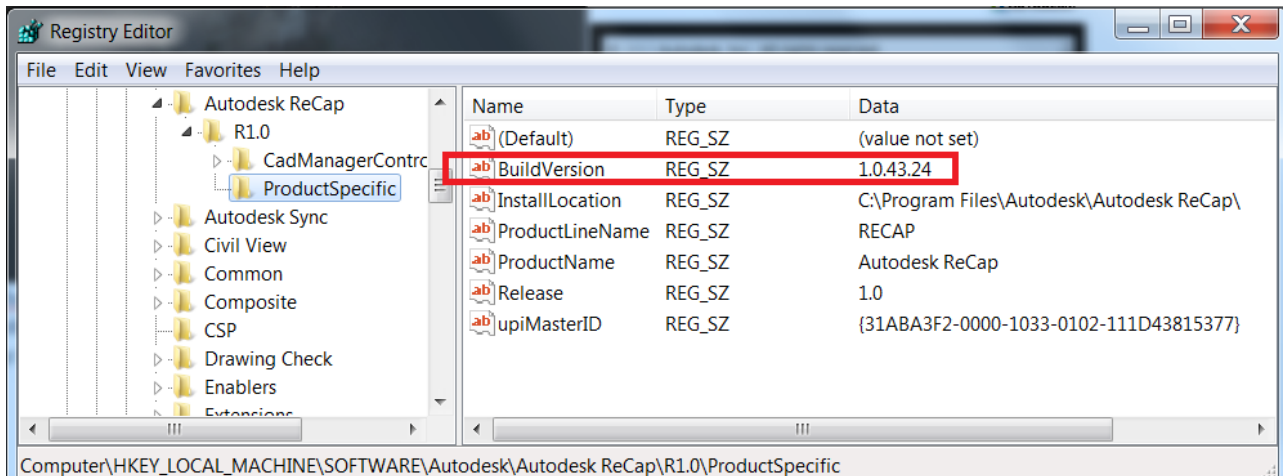 Registry Editor
File Edit View Favorites Help
Autodesk ReCap
R1.0
CadManagerContro
ProductSpecific
Autodesk Sync
Civil View
Common
Composite
CSP
Drawing Check
Enablers
Extensions
Name Type Data
(Default) REG_SZ (value not set)
BuildVersion REG_SZ 1.0.43.24
InstallLocation REG_SZ C:\Program Files\Autodesk\Autodesk ReCap\
ProductLineName REG_SZ RECAP
ProductName REG_SZ Autodesk ReCap
Release REG_SZ 1.0
upiMasterID REG_SZ {31ABA3F2-0000-1033-0102-111D43815377}
Computer\HKEY_LOCAL_MACHINE\SOFTWARE\Autodesk\Autodesk ReCap\R1.0\ProductSpecific